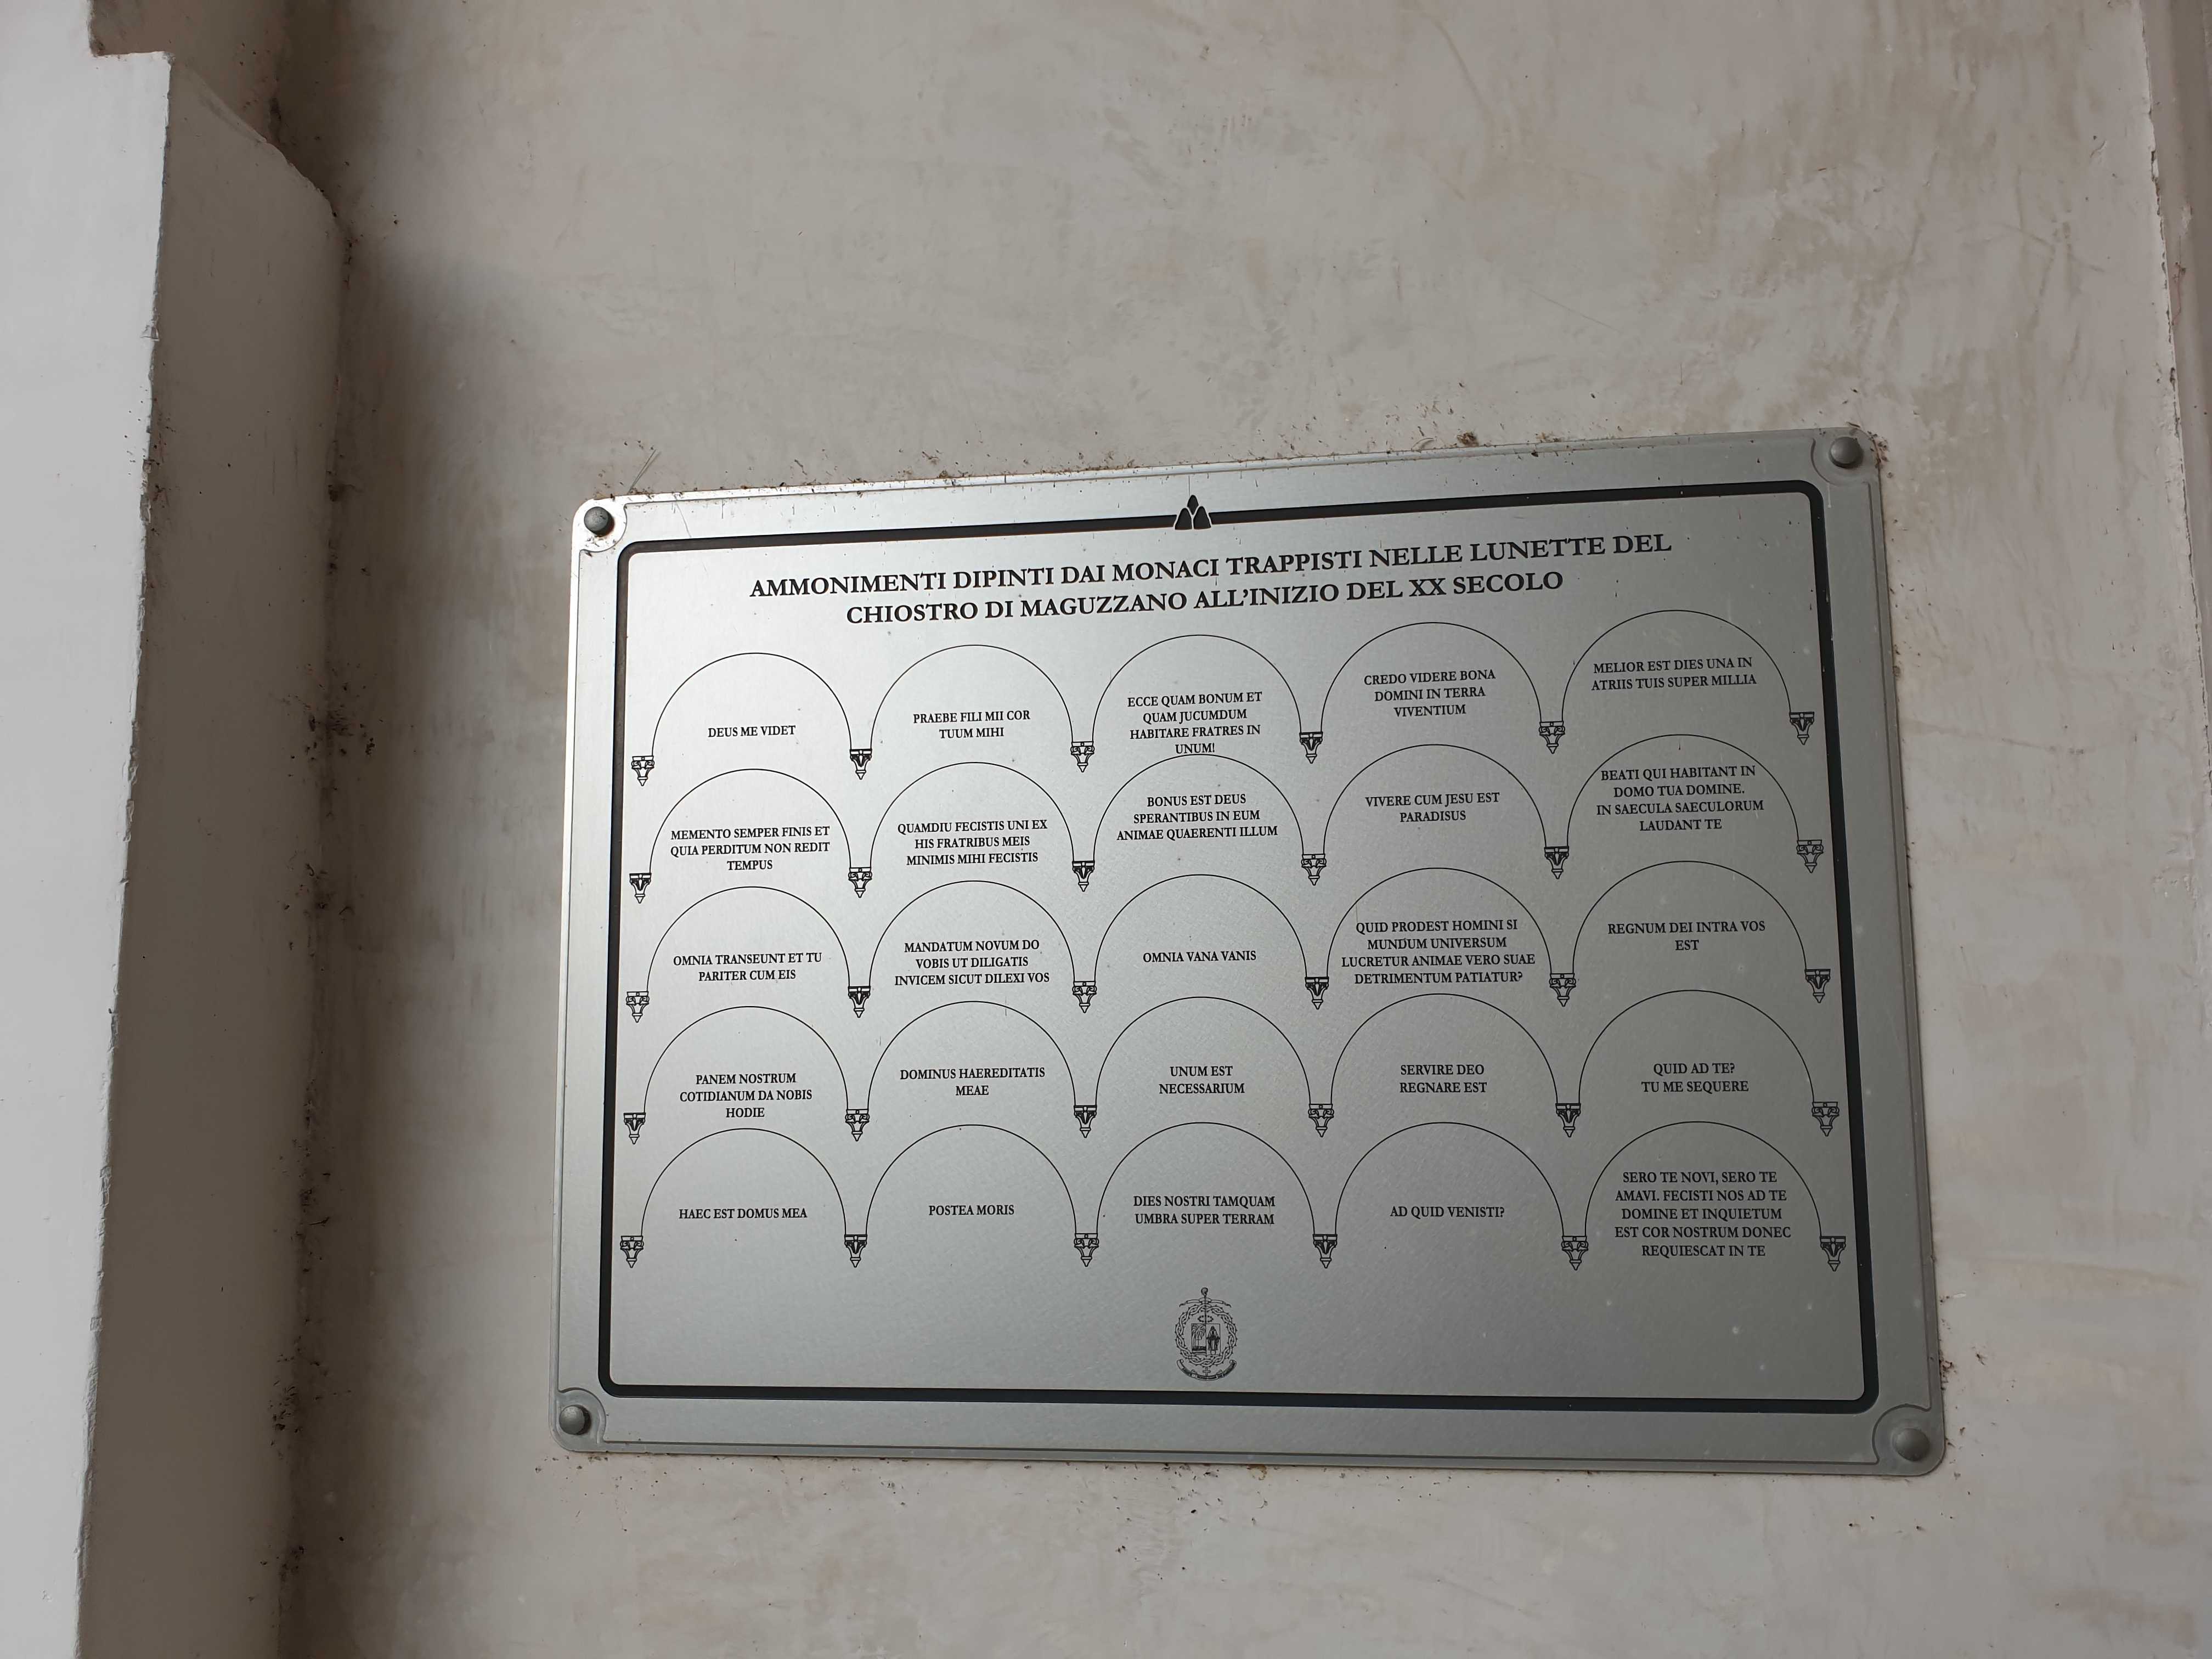 AMMONIMENTI DIPINTI DAI MONACI TRAPPISTI NELLE LUNETTE DEL
CHIOSTRO DI MAGUZZANO ALL'INIZIO DEL XX SECOLO
DEUS ME VIDET
PRAEBE FILI MII COR
TUUM MIHI
ECCE QUAM BONUM ET
QUAM JUCUMDUM
HABITARE FRATRES IN
UNUM!
CREDO VIDERE BONA
DOMINI IN TERRA
VIVENTIUM
MELIOR EST DIES UNA IN
ATRIIS TUIS SUPER MILLIA
MEMENTO SEMPER FINIS ET
QUIA PERDITUM NON REDIT
TEMPUS
QUAMDIU FECISTIS UNI EX
HIS FRATRIBUS MEIS
MINIMIS MIHI FECISTIS
BONUS EST DEUS
SPERANTIBUS IN EUM
ANIMAE QUAERENTI ILLUM
VIVERE CUM JESU EST
PARADISUS
BEATI QUI HABITANT IN
DOMO TUA DOMINE.
IN SAECULA SAECULORUM
LAUDANT TE
OMNIA TRANSEUNT ET TU
PARITER CUM EIS
MANDATUM NOVUM DO
VOBIS UT DILIGATIS
INVICEM SICUT DILEXI VOS
OMNIA VANA VANIS
QUID PRODEST HOMINI SI
MUNDUM UNIVERSUM
LUCRETUR ANIMAE VERO SUAE
DETRIMENTUM PATIATUR?
REGNUM DEI INTRA VOS
EST
PANEM NOSTRUM
COTIDIANUM DA NOBIS
HODIE
DOMINUS HAEREDITATIS
MEAE
UNUM EST
NECESSARIUM
SERVIRE DEO
REGNARE EST
QUID AD TE?
TU ME SEQUERE
HAEC EST DOMUS MEA
POSTEA MORIS
DIES NOSTRI TAMQUAM
UMBRA SUPER TERRAM
AD QUID VENISTI?
SERO TE NOVI, SERO TE
AMAVI. FECISTI NOS AD TE
DOMINE ET INQUIETUM
EST COR NOSTRUM DONEC
REQUIESCAT IN TE